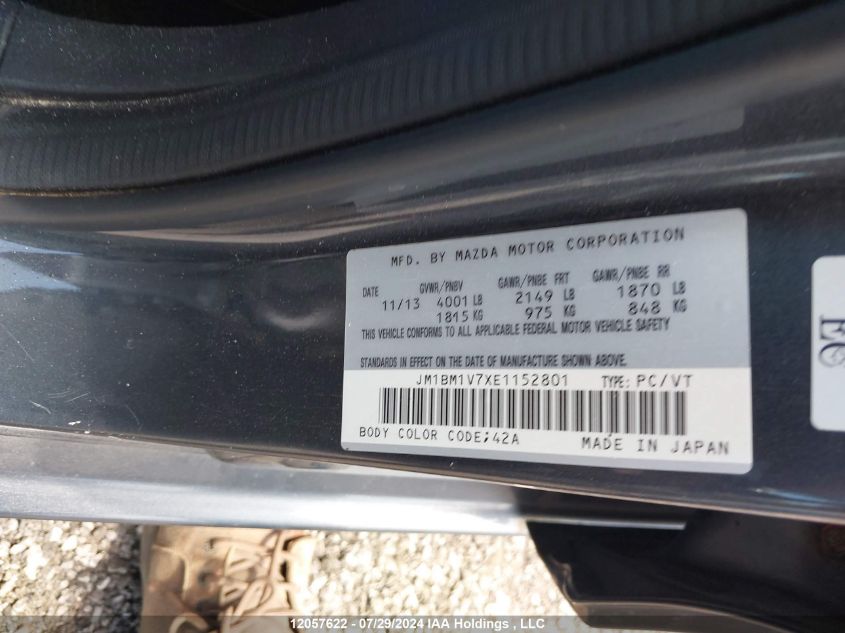 MFD. BY MAZDA MOTOR CORPORATION
DATE GVWR/PNBV GAWR/PNBE FRT GAWR/PNBE RR
11/13 4001 LB 2149 LB 1870 LB
1815 KG 975 KG 848 KG
THIS VEHICLE CONFORMS TO ALL APPLICABLE FEDERAL MOTOR VEHICLE SAFETY
STANDARDS IN EFFECT ON THE DATE OF MANUFACTURE SHOWN ABOVE.
JM1BM1V7XE1152801 TYPE: PC/VT
BODY COLOR CODE;42A MADE IN JAPAN
12057622 - 07/29/2024 IAA Holdings , LLC